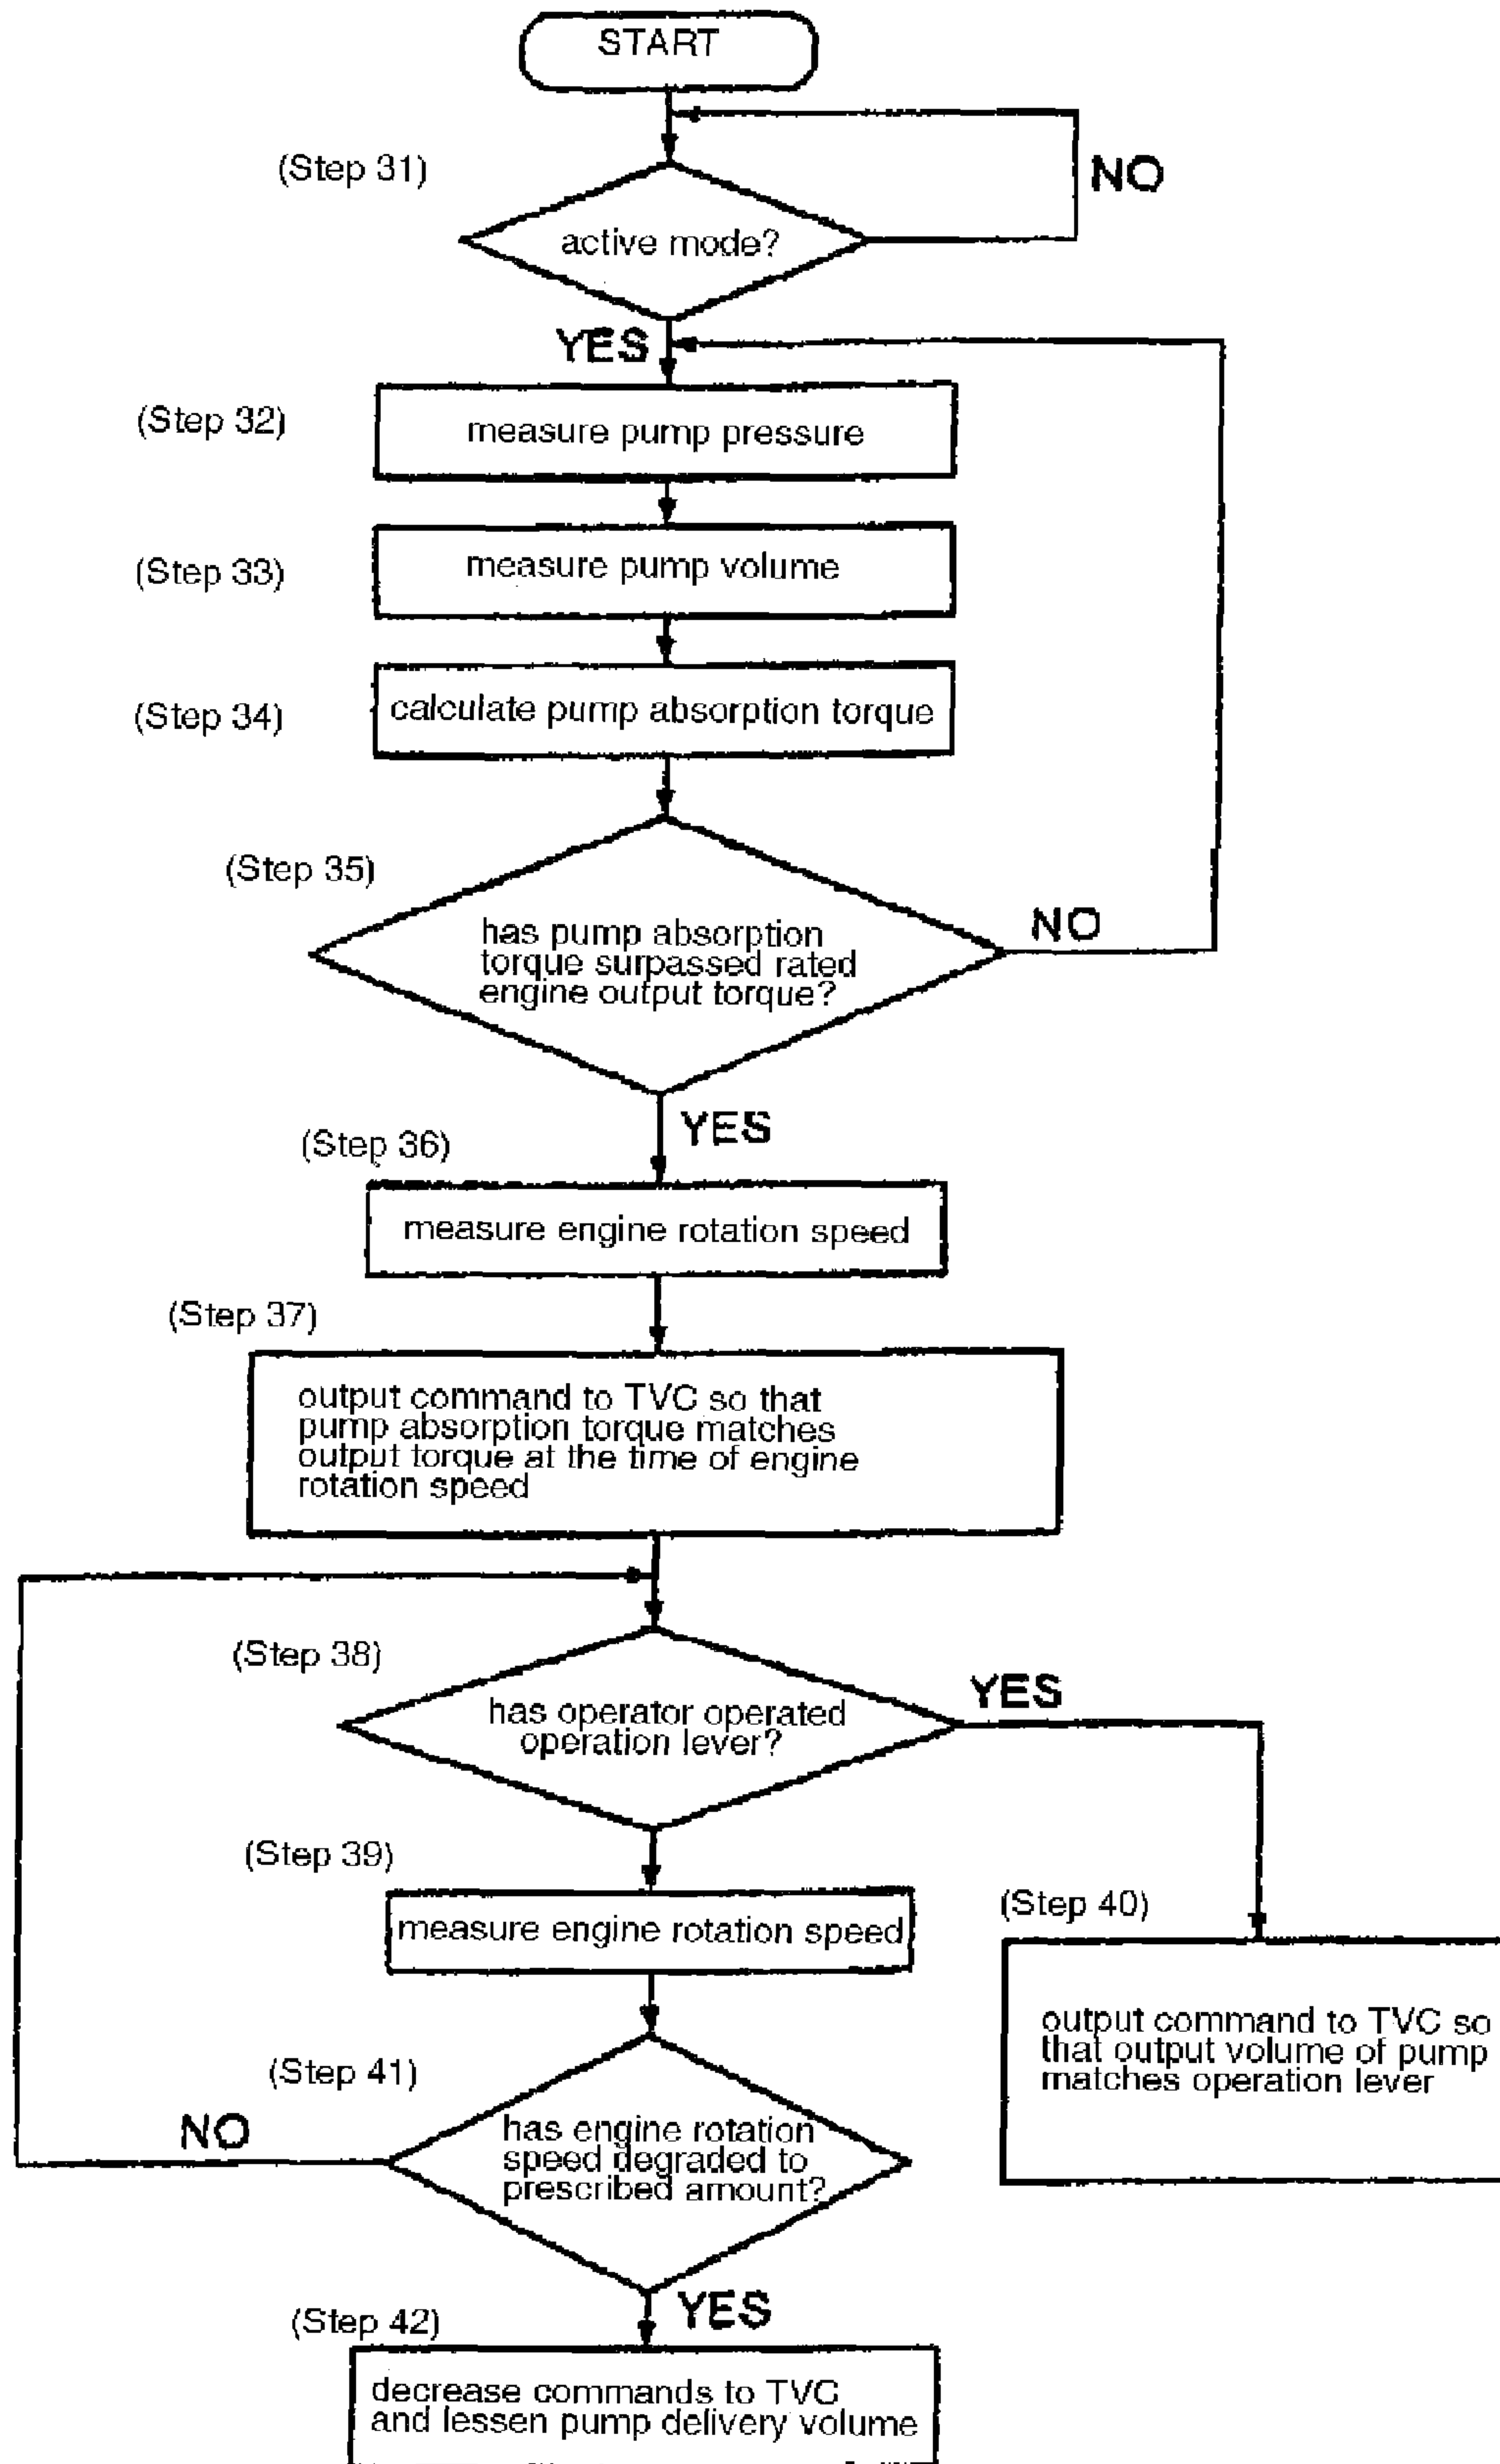 START
(Step 31)
NO
active mode?
YES
(Step 32)
measure pump pressure
(Step 33)
measure pump volume
(Step 34)
calculate pump absorption torque
(Step 35)
has pump absorption
torque surpassed rated
engine output torque?
NO
YES
(Step 36)
measure engine rotation speed
(Step 37)
output command to TVC so that
pump absorption torque matches
output torque at the time of engine
rotation speed
(Step 38)
has operator operated
operation lever?
YES
(Step 39)
measure engine rotation speed
(Step 40)
output command to TVC so
that output volume of pump
matches operation lever
(Step 41)
has engine rotation
speed degraded to
prescribed amount?
NO
YES
(Step 42)
decrease commands to TVC
and lessen pump delivery volume